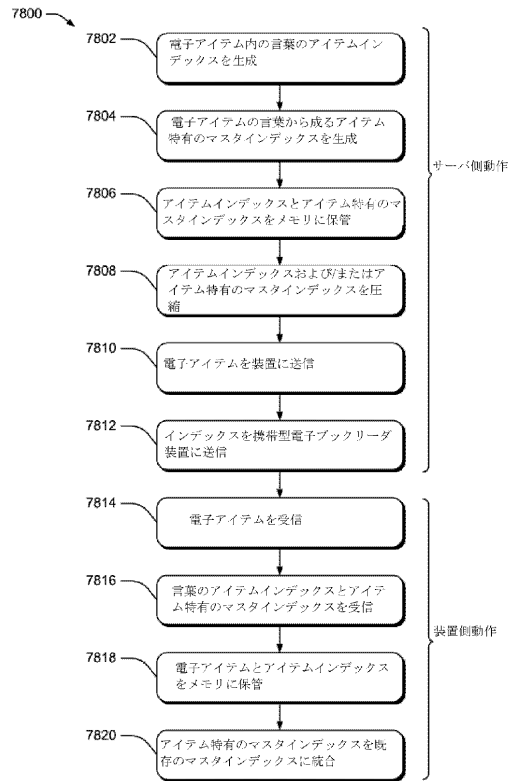 7800
7802
電子アイテム内の言葉のアイテムイン
デックスを生成
7804
電子アイテムの言葉から成るアイテム
特有のマスタインデックスを生成
7806
アイテムインデックスとアイテム特有のマ
スタインデックスをメモリに保管
サーバ側動作
7808
アイテムインデックスおよび/またはア
イテム特有のマスタインデックスを圧
縮
7810
電子アイテムを装置に送信
7812
インデックスを携帯型電子ブックリーダ
装置に送信
7814
電子アイテムを受信
7816
言葉のアイテムインデックスとアイテ
ム特有のマスタインデックスを受信
装置側動作
7818
電子アイテムとアイテムインデックス
をメモリに保管
7820
アイテム特有のマスタインデックスを既
存のマスタインデックスに統合